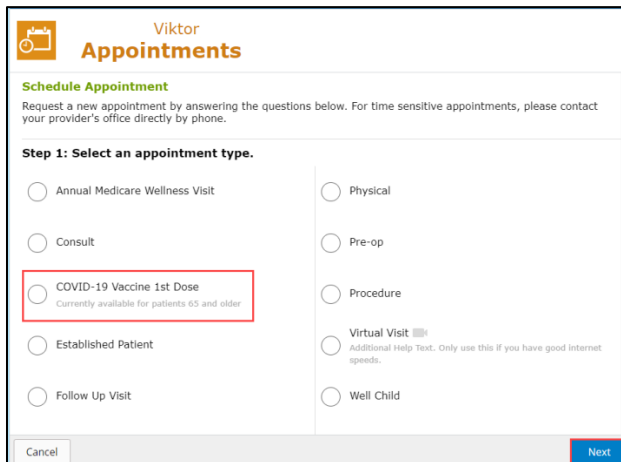 Viktor
Appointments
Schedule Appointment
Request a new appointment by answering the questions below. For time sensitive appointments, please contact
your provider's office directly by phone.
Step 1: Select an appointment type.
Annual Medicare Wellness Visit
Consult
COVID-19 Vaccine 1st Dose
Currently available for patients 65 and older
Established Patient
Follow Up Visit
Physical
Pre-op
Procedure
Virtual Visit
Additional Help Text. Only use this if you have good internet
speeds.
Well Child
Cancel
Next